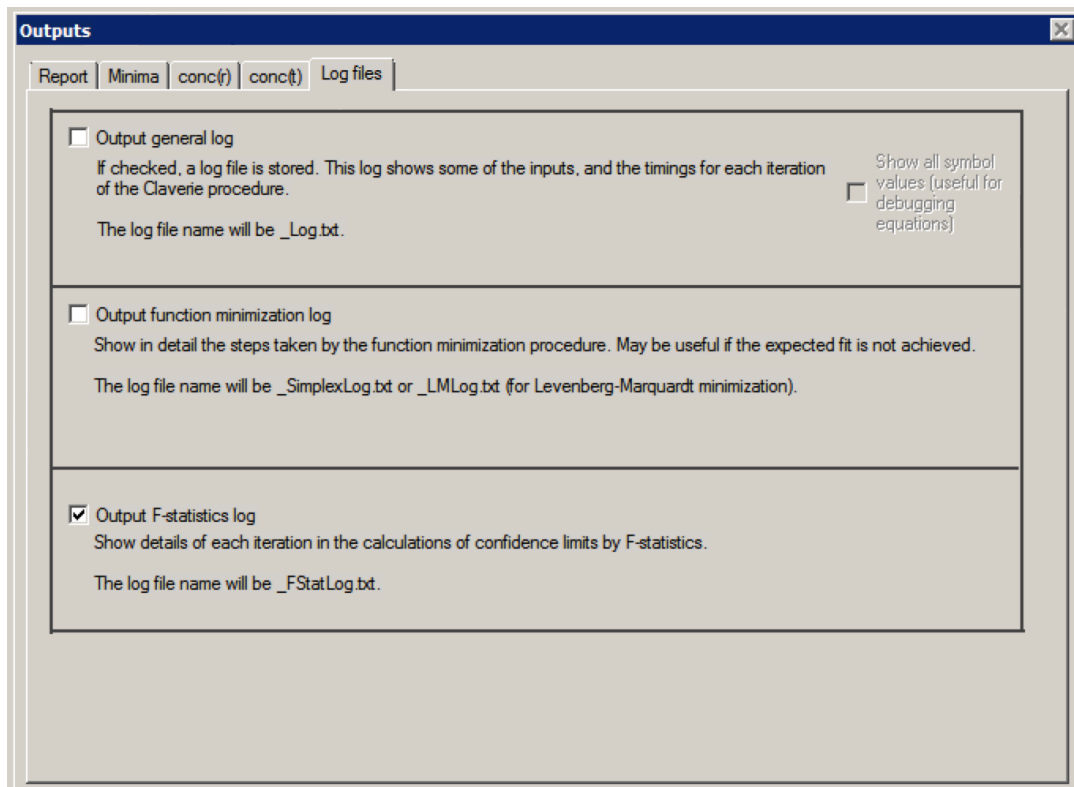 Outputs
Report
Minima
conc(r)
conc(t)
Log files
Output general log
If checked, a log file is stored. This log shows some of the inputs, and the timings for each iteration
of the Claverie procedure.
The log file name will be _Log.txt.
Show all symbol
values (useful for
debugging
equations)
Output function minimization log
Show in detail the steps taken by the function minimization procedure. May be useful if the expected fit is not achieved.
The log file name will be _SimplexLog.txt or _LMLog.txt (for Levenberg-Marquardt minimization).
Output F-statistics log
Show details of each iteration in the calculations of confidence limits by F-statistics.
The log file name will be _FStatLog.txt.